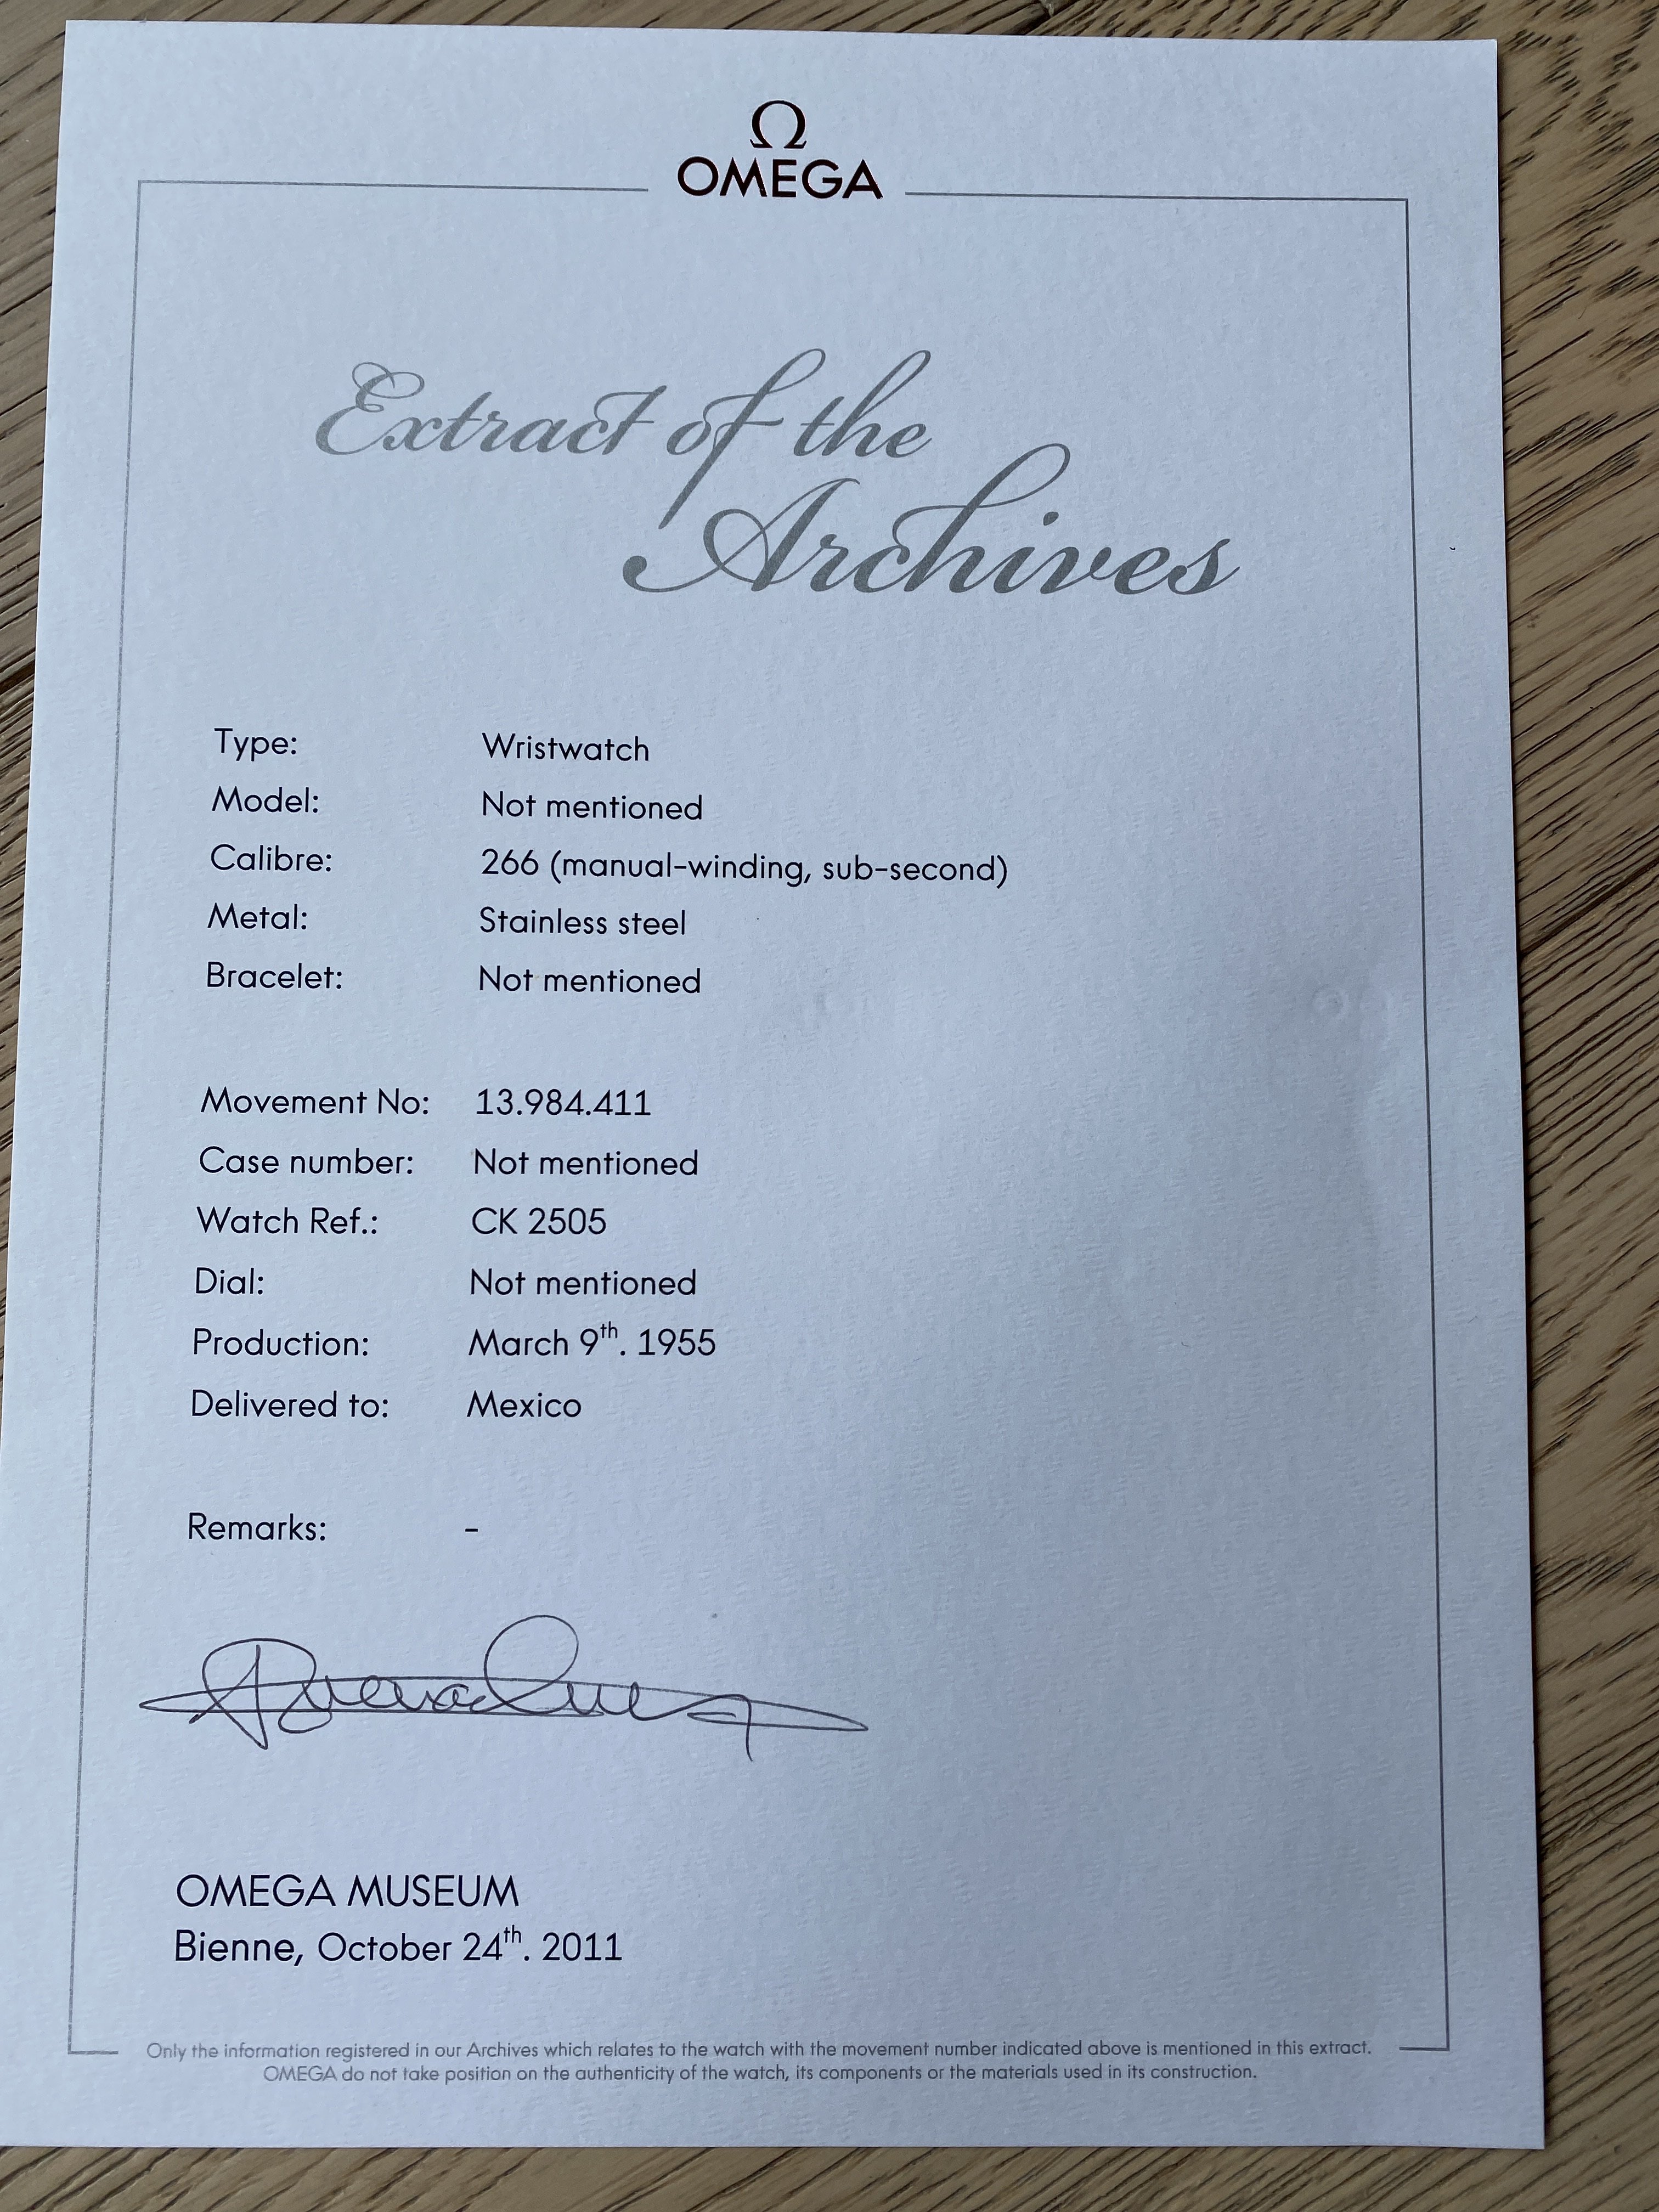 Ω
OMEGA
Extract of the
Archives
Type: Wristwatch
Model: Not mentioned
Calibre: 266 (manual-winding, sub-second)
Metal: Stainless steel
Bracelet: Not mentioned
Movement No: 13.984.411
Case number: Not mentioned
Watch Ref.: CK 2505
Dial: Not mentioned
Production: March 9th. 1955
Delivered to: Mexico
Remarks: -
OMEGA MUSEUM
Bienne, October 24th. 2011
Only the information registered in our Archives which relates to the watch with the movement number indicated above is mentioned in this extract.
OMEGA do not take position on the authenticity of the watch, its components or the materials used in its construction.